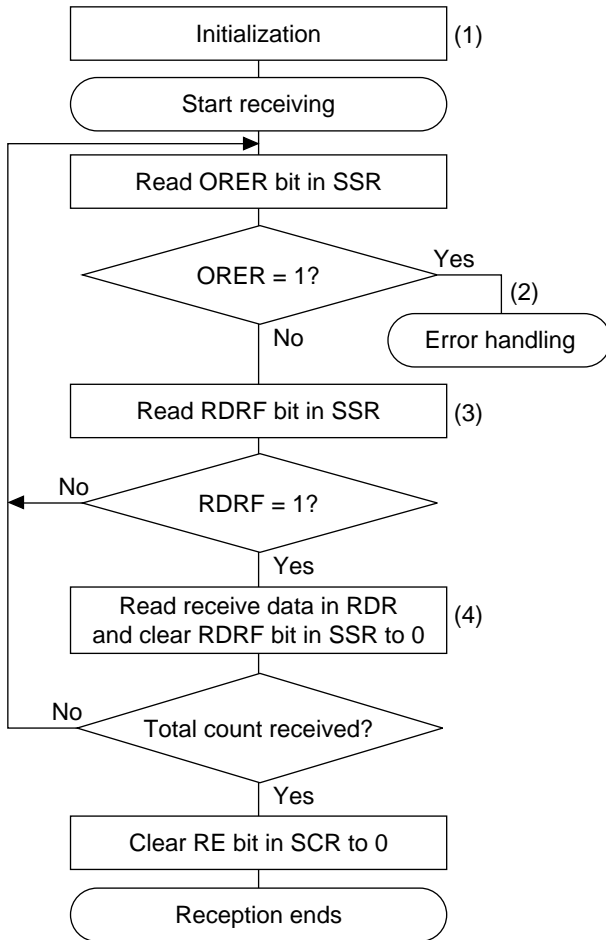 Initialization
(1)
Start receiving
Read ORER bit in SSR
ORER = 1?
Yes
(2)
Error handling
No
Read RDRF bit in SSR
(3)
No
RDRF = 1?
Yes
Read receive data in RDR
and clear RDRF bit in SSR to 0
(4)
No
Total count received?
Yes
Clear RE bit in SCR to 0
Reception ends